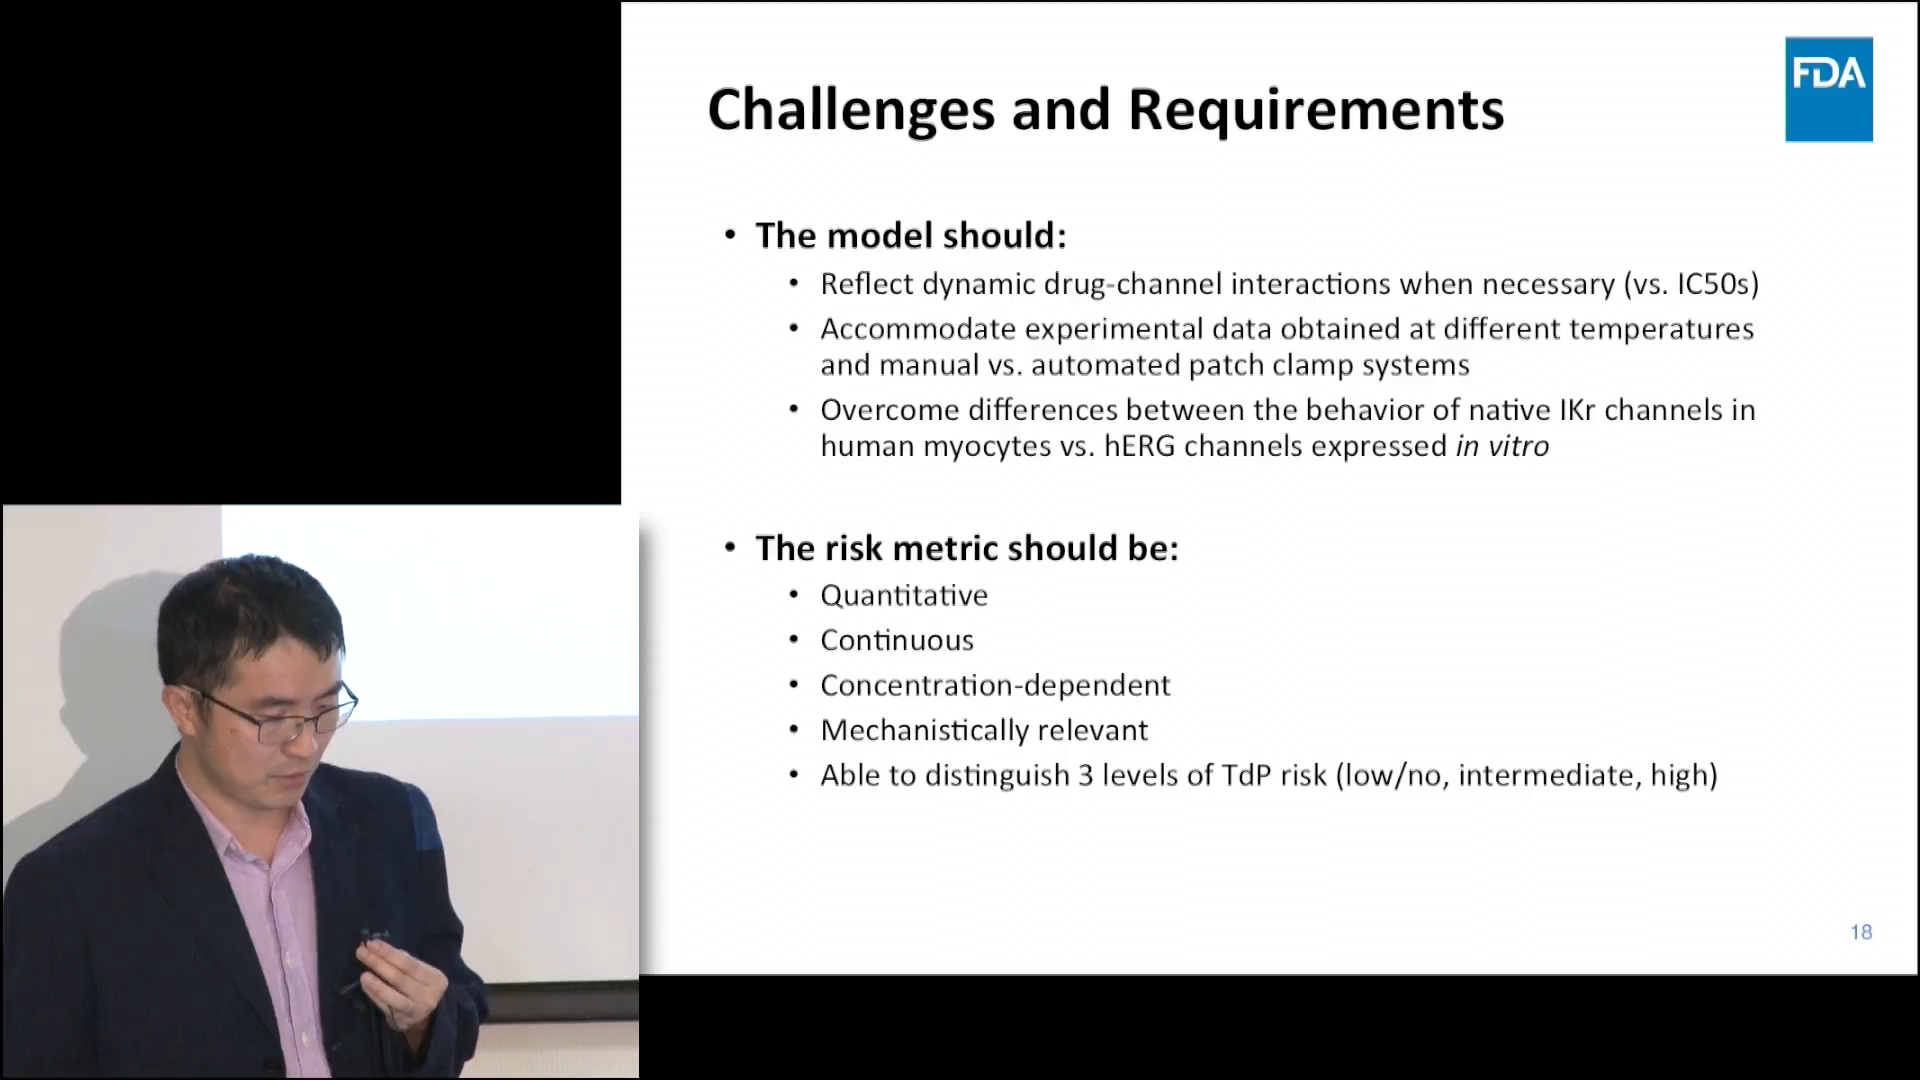 FDA
Challenges and Requirements
• The model should:
• Reflect dynamic drug-channel interactions when necessary (vs. IC50s)
• Accommodate experimental data obtained at different temperatures
and manual vs. automated patch clamp systems
• Overcome differences between the behavior of native IKr channels in
human myocytes vs. hERG channels expressed in vitro
• The risk metric should be:
• Quantitative
• Continuous
• Concentration-dependent
• Mechanistically relevant
• Able to distinguish 3 levels of TdP risk (low/no, intermediate, high)
18